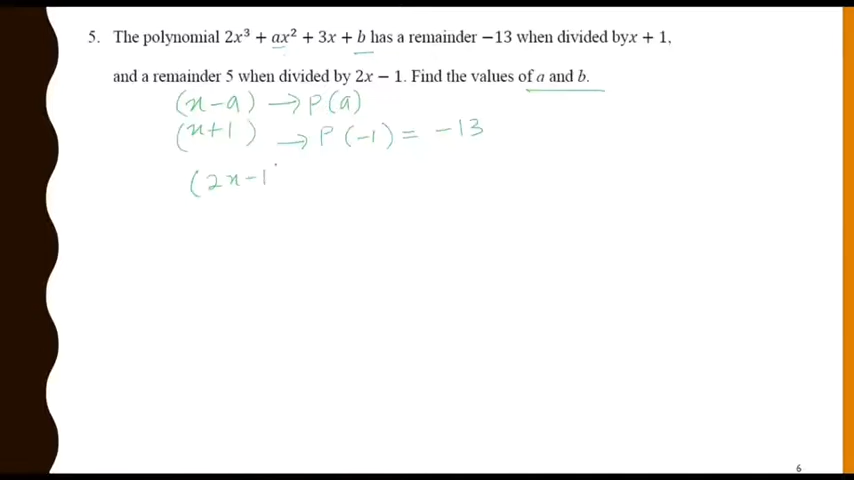 5. The polynomial 2x³ + ax² + 3x + b has a remainder −13 when divided byx + 1,
and a remainder 5 when divided by 2x − 1. Find the values of a and b.
(x-a) → P(a)
(x+1) → P(-1) = -13
(2x-1
6